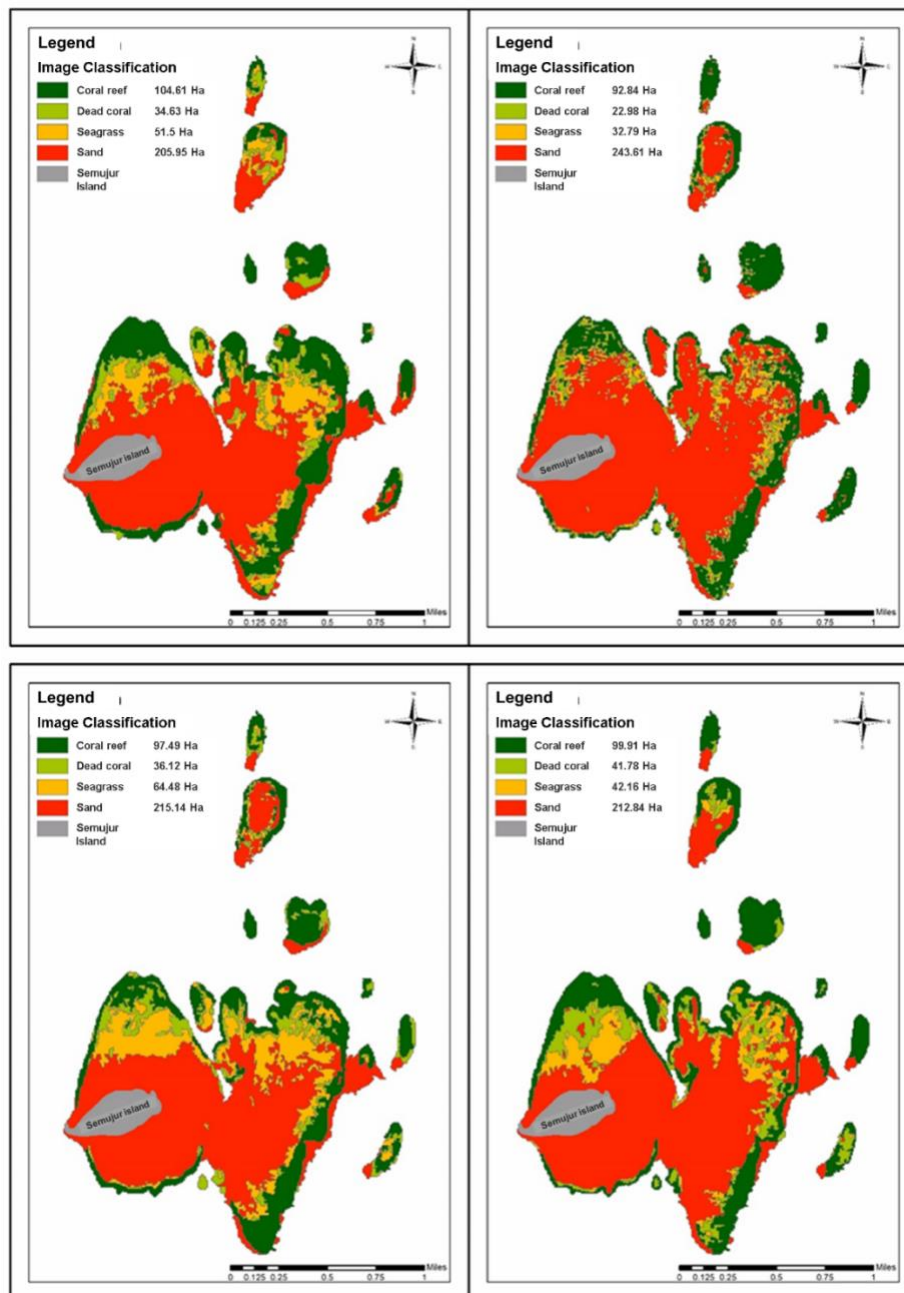 Legend
Image Classification
Coral reef 104.61 Ha
Dead coral 34.63 Ha
Seagrass 51.5 Ha
Sand 205.95 Ha
Semujur
Island
N
Semujur island
Miles
0 0.125 0.25 0.5 0.75 1
Legend
Image Classification
Coral reef 92.84 Ha
Dead coral 22.98 Ha
Seagrass 32.79 Ha
Sand 243.61 Ha
Semujur
Island
N
Semujur island
Miles
0 0.125 0.25 0.5 0.75 1
Legend
Image Classification
Coral reef 97.49 Ha
Dead coral 36.12 Ha
Seagrass 64.48 Ha
Sand 215.14 Ha
Semujur
Island
N
Semujur island
Miles
0 0.125 0.25 0.5 0.75 1
Legend
Image Classification
Coral reef 99.91 Ha
Dead coral 41.78 Ha
Seagrass 42.16 Ha
Sand 212.84 Ha
Semujur
Island
N
Semujur island
Miles
0 0.125 0.25 0.5 0.75 1